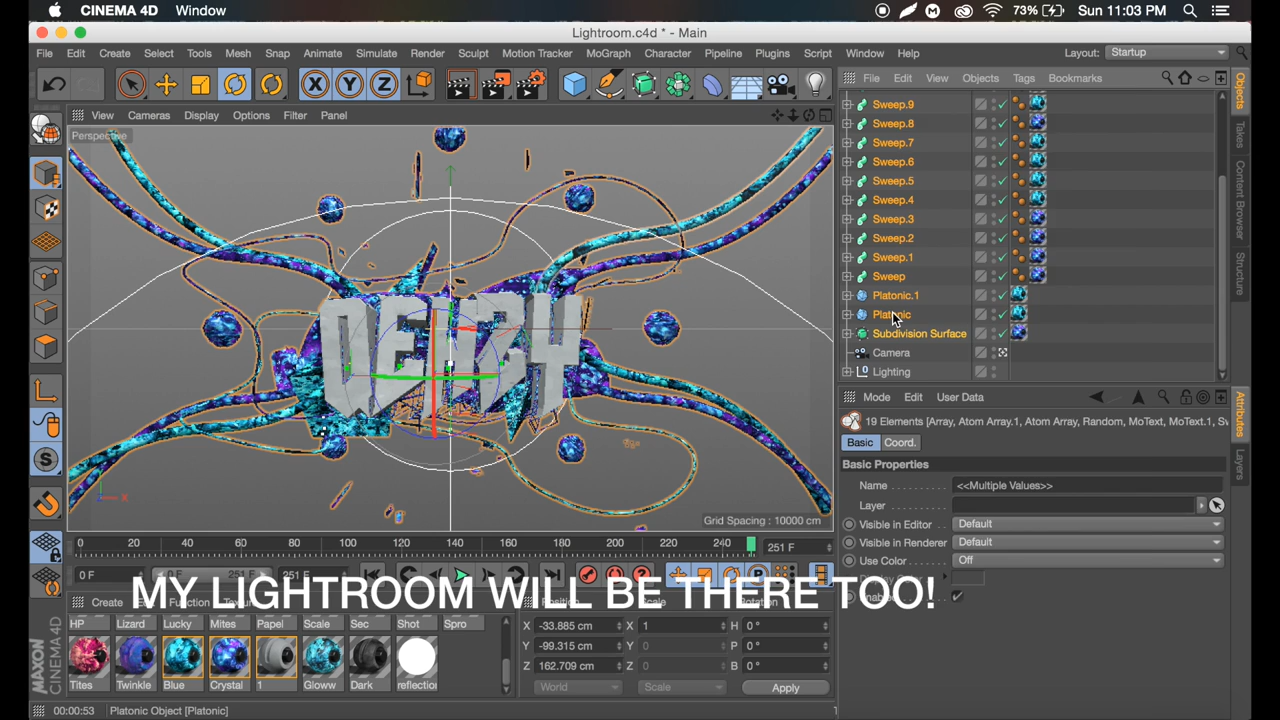 CINEMA 4D Window
73% Sun 11:03 PM
Lightroom.c4d * - Main
File Edit Create Select Tools Mesh Snap Animate Simulate Render Sculpt Motion Tracker MoGraph Character Pipeline Plugins Script Window Help Layout: Startup
X Y Z
File Edit View Objects Tags Bookmarks
View Cameras Display Options Filter Panel
Perspective
Sweep.9
Sweep.8
Sweep.7
Sweep.6
Sweep.5
Sweep.4
Sweep.3
Sweep.2
Sweep.1
Sweep
Platonic.1
Platonic
Subdivision Surface
Camera
Lighting
Objects
Takes
Content Browser
Structure
X
Grid Spacing : 10000 cm
Mode Edit User Data
19 Elements [Array, Atom Array.1, Atom Array, Random, MoText, MoText.1, Sw
Basic Coord.
Basic Properties
Name <<Multiple Values>>
Layer
Visible in Editor Default
Visible in Renderer Default
Use Color Off
Attributes
Layers
0 20 40 60 80 100 120 140 160 180 200 220 240 251 F
0 F 0 F 251 F 251 F
MY LIGHTROOM WILL BE THERE TOO!
Create Function Position Scale Rotation
HP Lizard Lucky Mites Papel Scale Sec Shot Spro
Tites Twinkle Blue Crystal 1 Gloww Dark reflection
X -33.885 cm X 1 H 0 °
Y -99.315 cm Y 0 P 0 °
Z 162.709 cm Z 0 B 0 °
World Scale Apply
MAXON CINEMA 4D
00:00:53 Platonic Object [Platonic]